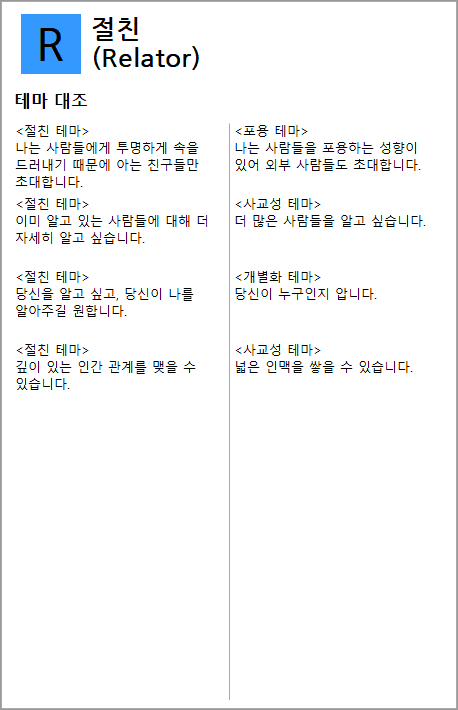 R
절친
(Relator)
테마 대조
<절친 테마>
나는 사람들에게 투명하게 속을
드러내기 때문에 아는 친구들만
초대합니다.
<포용 테마>
나는 사람들을 포용하는 성향이
있어 외부 사람들도 초대합니다.
<절친 테마>
이미 알고 있는 사람들에 대해 더
자세히 알고 싶습니다.
<사교성 테마>
더 많은 사람들을 알고 싶습니다.
<절친 테마>
당신을 알고 싶고, 당신이 나를
알아주길 원합니다.
<개별화 테마>
당신이 누구인지 압니다.
<절친 테마>
깊이 있는 인간 관계를 맺을 수
있습니다.
<사교성 테마>
넓은 인맥을 쌓을 수 있습니다.